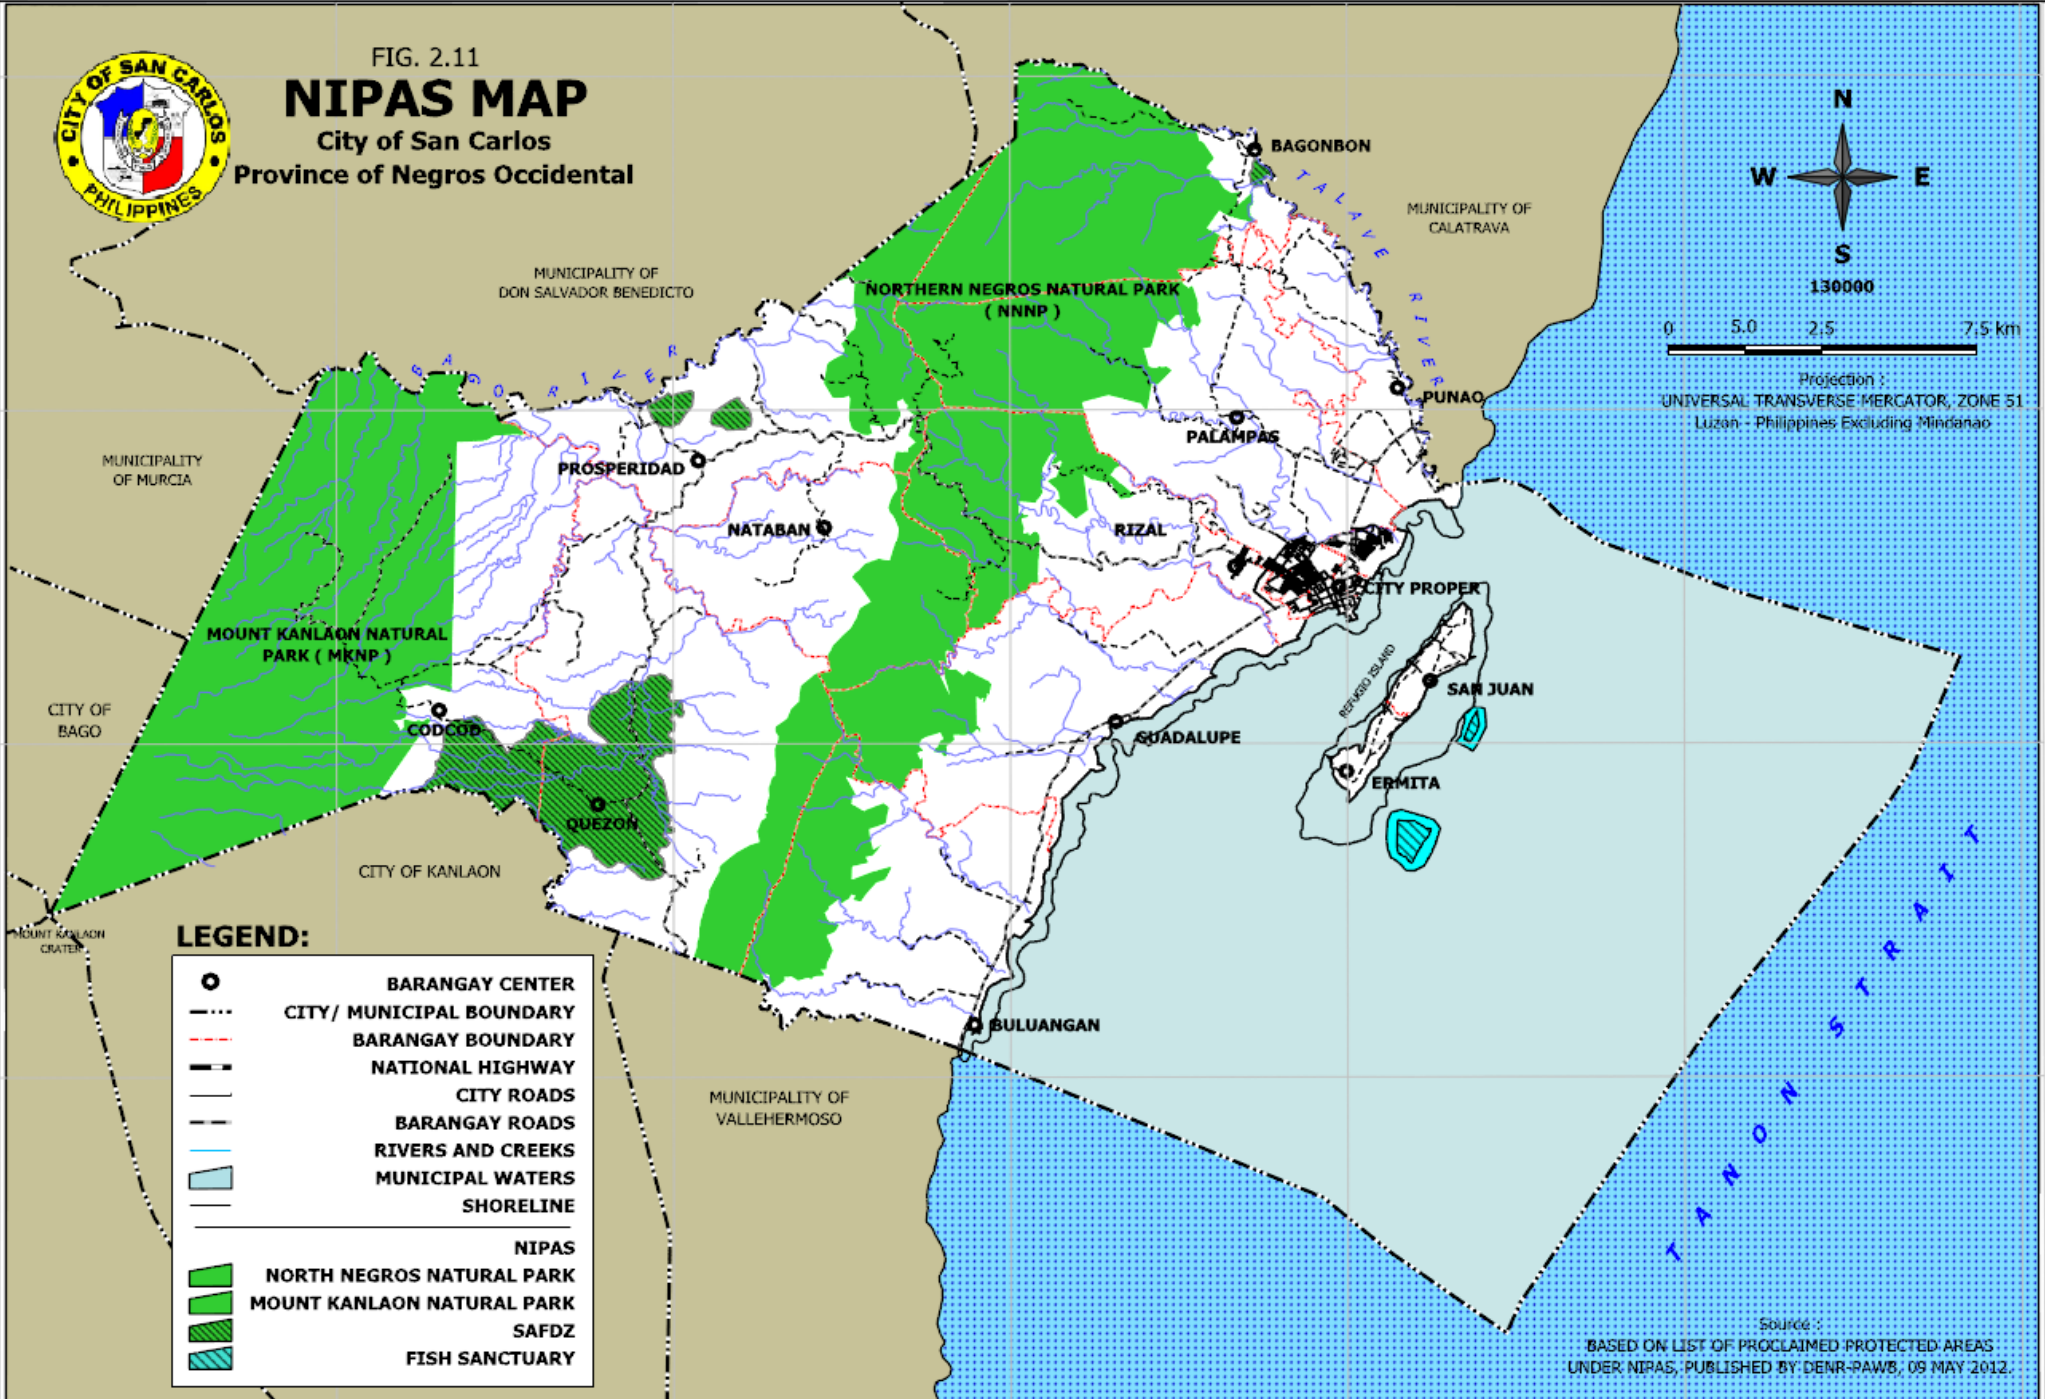 FIG. 2.11
NIPAS MAP
City of San Carlos
Province of Negros Occidental
CITY OF SAN CARLOS
PHILIPPINES
N
W E
S
130000
0 5.0 2.5 7.5 km
Projection :
UNIVERSAL TRANSVERSE MERCATOR, ZONE 51
Luzon - Philippines Excluding Mindanao
BAGONBON
TALAVE RIVER
MUNICIPALITY OF
CALATRAVA
MUNICIPALITY OF
DON SALVADOR BENEDICTO
NORTHERN NEGROS NATURAL PARK
( NNNP )
BAGO RIVER
PUNAO
PALAMPAS
MUNICIPALITY
OF MURCIA
PROSPERIDAD
NATABAN
RIZAL
CITY PROPER
MOUNT KANLAON NATURAL
PARK ( MKNP )
REFUGIO ISLAND
SAN JUAN
CITY OF
BAGO
CODCOD
GUADALUPE
ERMITA
QUEZON
CITY OF KANLAON
MOUNT KANLAON
CRATER
TANON STRAIT
BULUANGAN
MUNICIPALITY OF
VALLEHERMOSO
LEGEND:
BARANGAY CENTER
CITY/ MUNICIPAL BOUNDARY
BARANGAY BOUNDARY
NATIONAL HIGHWAY
CITY ROADS
BARANGAY ROADS
RIVERS AND CREEKS
MUNICIPAL WATERS
SHORELINE
NIPAS
NORTH NEGROS NATURAL PARK
MOUNT KANLAON NATURAL PARK
SAFDZ
FISH SANCTUARY
Source :
BASED ON LIST OF PROCLAIMED PROTECTED AREAS
UNDER NIPAS, PUBLISHED BY DENR-PAWB, 09 MAY 2012.